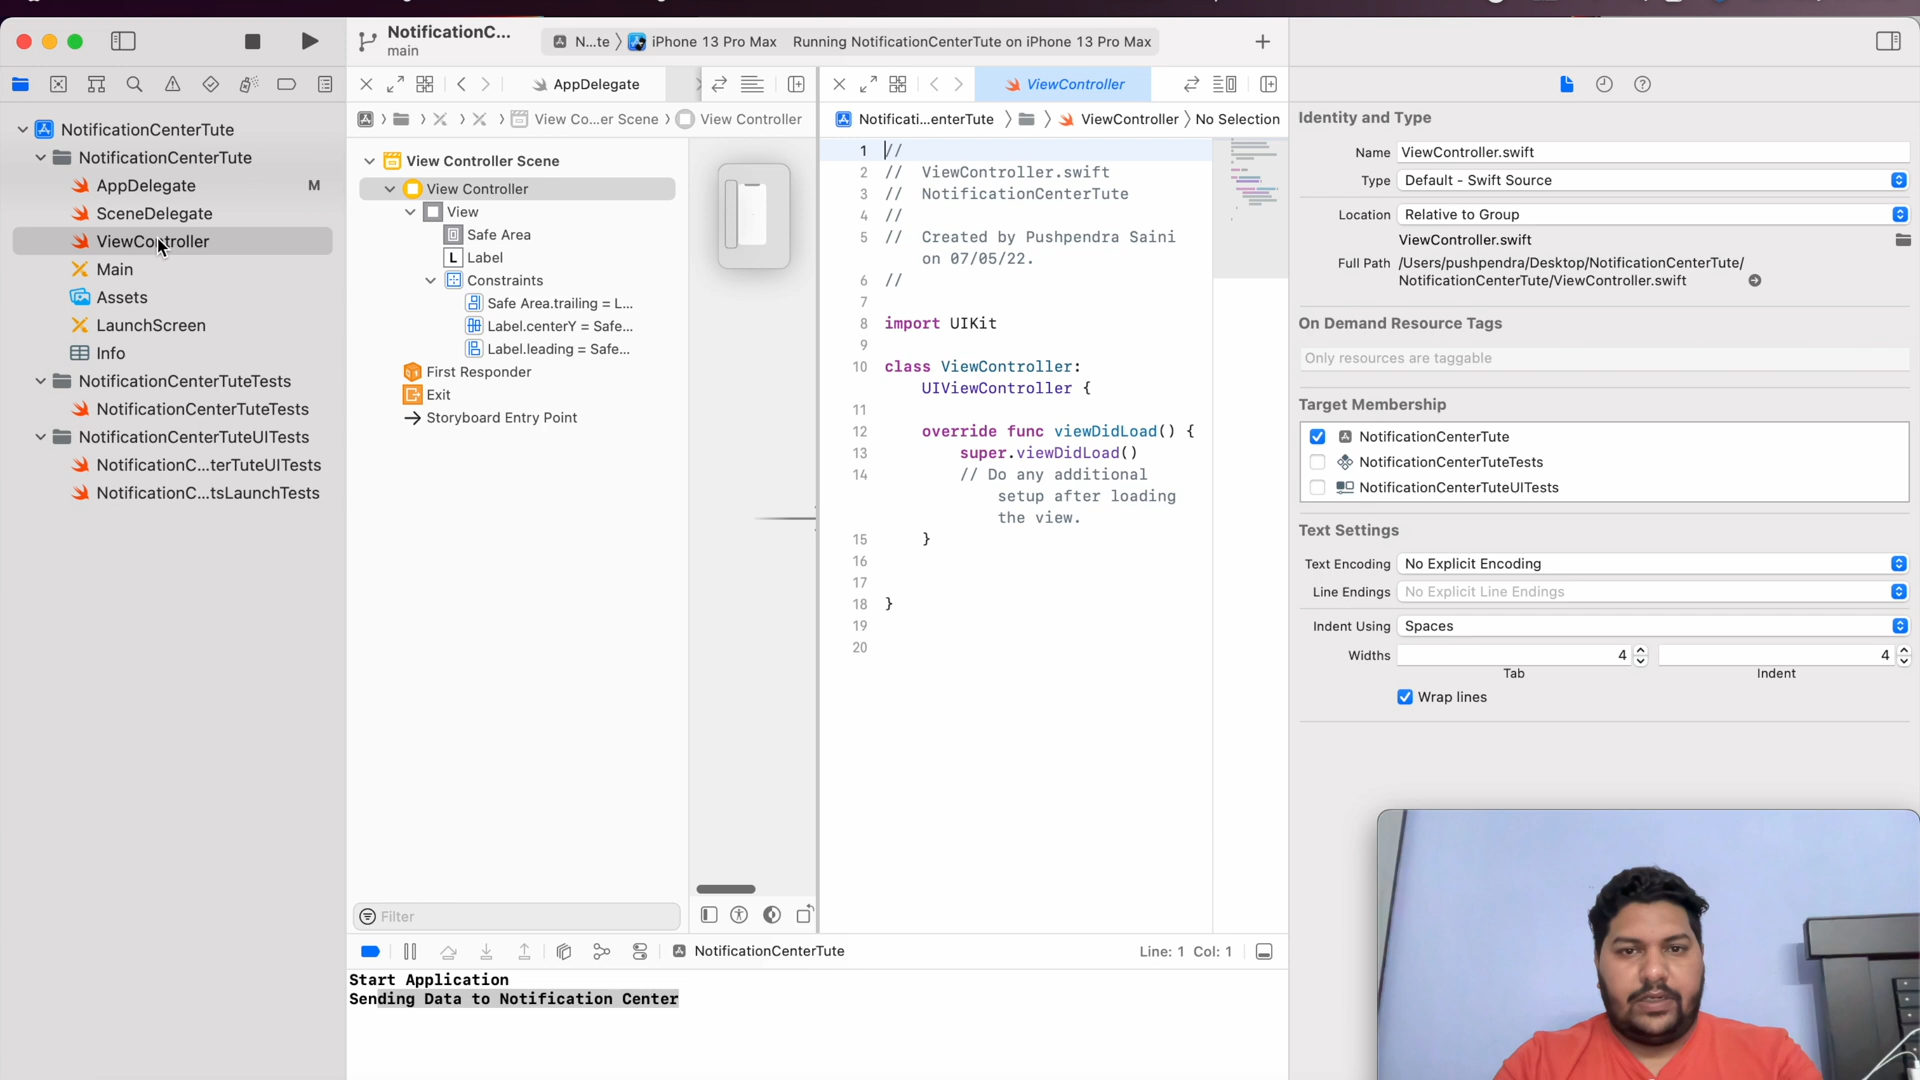 NotificationC...
main
N...te
iPhone 13 Pro Max
Running NotificationCenterTute on iPhone 13 Pro Max
AppDelegate
ViewController
View Co...er Scene
View Controller
Notificati...enterTute
ViewController
No Selection
NotificationCenterTute
NotificationCenterTute
AppDelegate
M
SceneDelegate
ViewController
Main
Assets
LaunchScreen
Info
NotificationCenterTuteTests
NotificationCenterTuteTests
NotificationCenterTuteUITests
NotificationC...terTuteUITests
NotificationC...tsLaunchTests
View Controller Scene
View Controller
View
Safe Area
L Label
Constraints
Safe Area.trailing = L...
Label.centerY = Safe...
Label.leading = Safe...
First Responder
Exit
Storyboard Entry Point
Filter
1 //
2 // ViewController.swift
3 // NotificationCenterTute
4 //
5 // Created by Pushpendra Saini
on 07/05/22.
6 //
7
8 import UIKit
9
10 class ViewController:
UIViewController {
11
12 override func viewDidLoad() {
13 super.viewDidLoad()
14 // Do any additional
setup after loading
the view.
15 }
16
17
18 }
19
20
NotificationCenterTute
Line: 1 Col: 1
Start Application
Sending Data to Notification Center
Identity and Type
Name ViewController.swift
Type Default - Swift Source
Location Relative to Group
ViewController.swift
Full Path /Users/pushpendra/Desktop/NotificationCenterTute/
NotificationCenterTute/ViewController.swift
On Demand Resource Tags
Only resources are taggable
Target Membership
NotificationCenterTute
NotificationCenterTuteTests
NotificationCenterTuteUITests
Text Settings
Text Encoding No Explicit Encoding
Line Endings No Explicit Line Endings
Indent Using Spaces
Widths 4 4
Tab Indent
Wrap lines